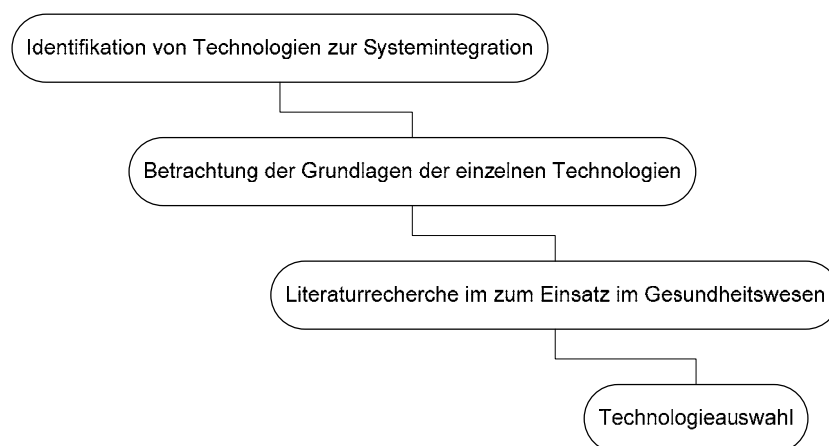 Identifikation von Technologien zur Systemintegration
Betrachtung der Grundlagen der einzelnen Technologien
Literaturrecherche im zum Einsatz im Gesundheitswesen
Technologieauswahl